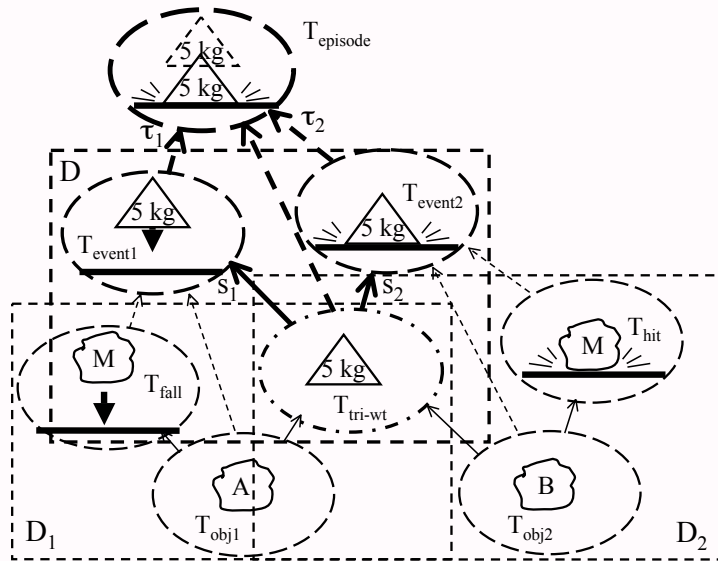 T_episode
5 kg
5 kg
τ_1
τ_2
D
T_event2
5 kg
5 kg
T_event1
s_1
s_2
M
T_fall
5 kg
T_tri-wt
M
T_hit
A
T_obj1
B
T_obj2
D_1
D_2